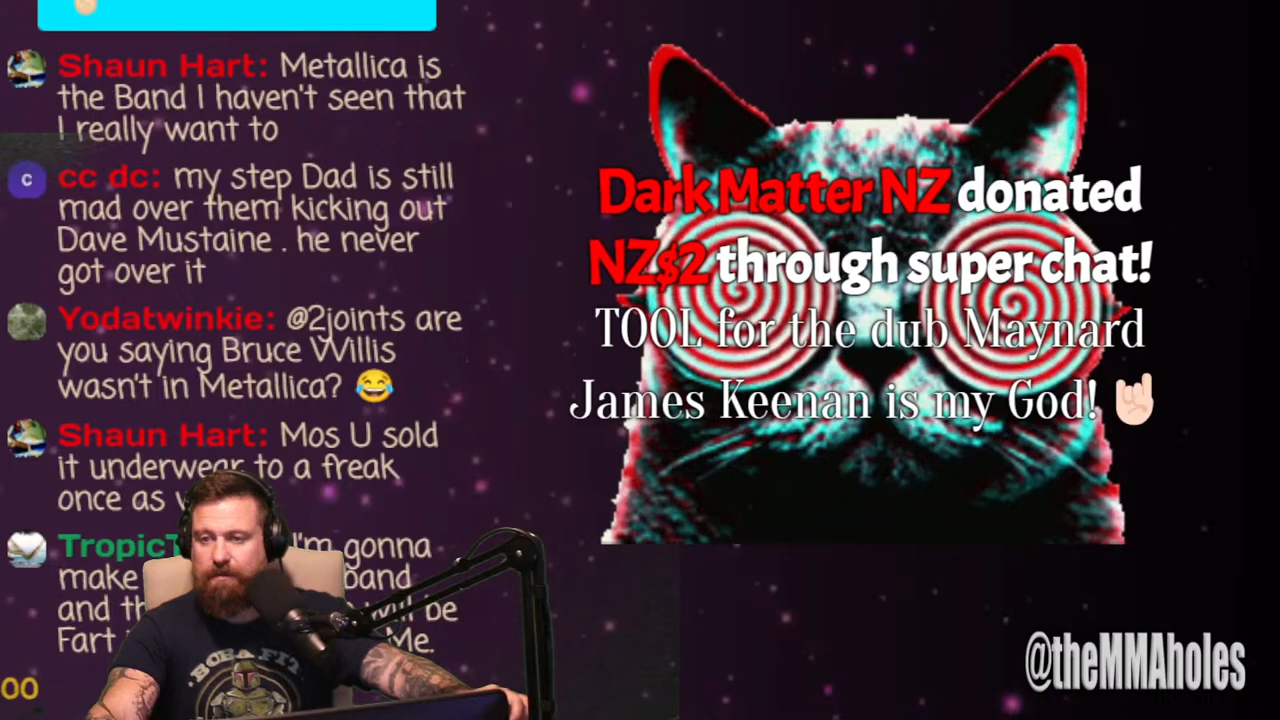 Shaun Hart: Metallica is
the Band I haven't seen that
I really want to
C
cc dc: my step Dad is still
mad over them kicking out
Dave Mustaine . he never
got over it
Yodatwinkie: @2joints are
you saying Bruce Willis
wasn't in Metallica? 😂
Shaun Hart: Mos U sold
it underwear to a freak
once as
I'm gonna
make band
and will be
Fart Me.
OO
BOBA FIT
Dark Matter NZ donated
NZ$2 through super chat!
TOOL for the dub Maynard
James Keenan is my God! 🤘🏻
@theMMAholes